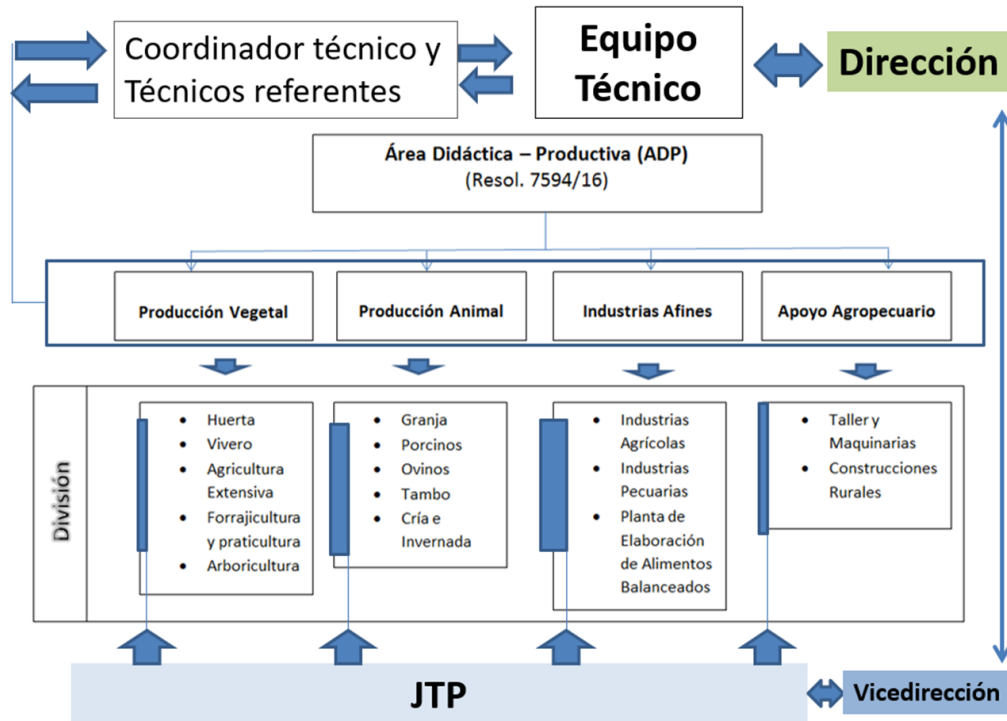 Coordinador técnico y
Técnicos referentes
Equipo
Técnico
Dirección
Área Didáctica – Productiva (ADP)
(Resol. 7594/16)
Producción Vegetal
Producción Animal
Industrias Afines
Apoyo Agropecuario
División
• Huerta
• Vivero
• Agricultura
Extensiva
• Forrajicultura
y praticultura
• Arboricultura
• Granja
• Porcinos
• Ovinos
• Tambo
• Cría e
Invernada
• Industrias
Agrícolas
• Industrias
Pecuarias
• Planta de
Elaboración
de Alimentos
Balanceados
• Taller y
Maquinarias
• Construcciones
Rurales
JTP
Vicedirección